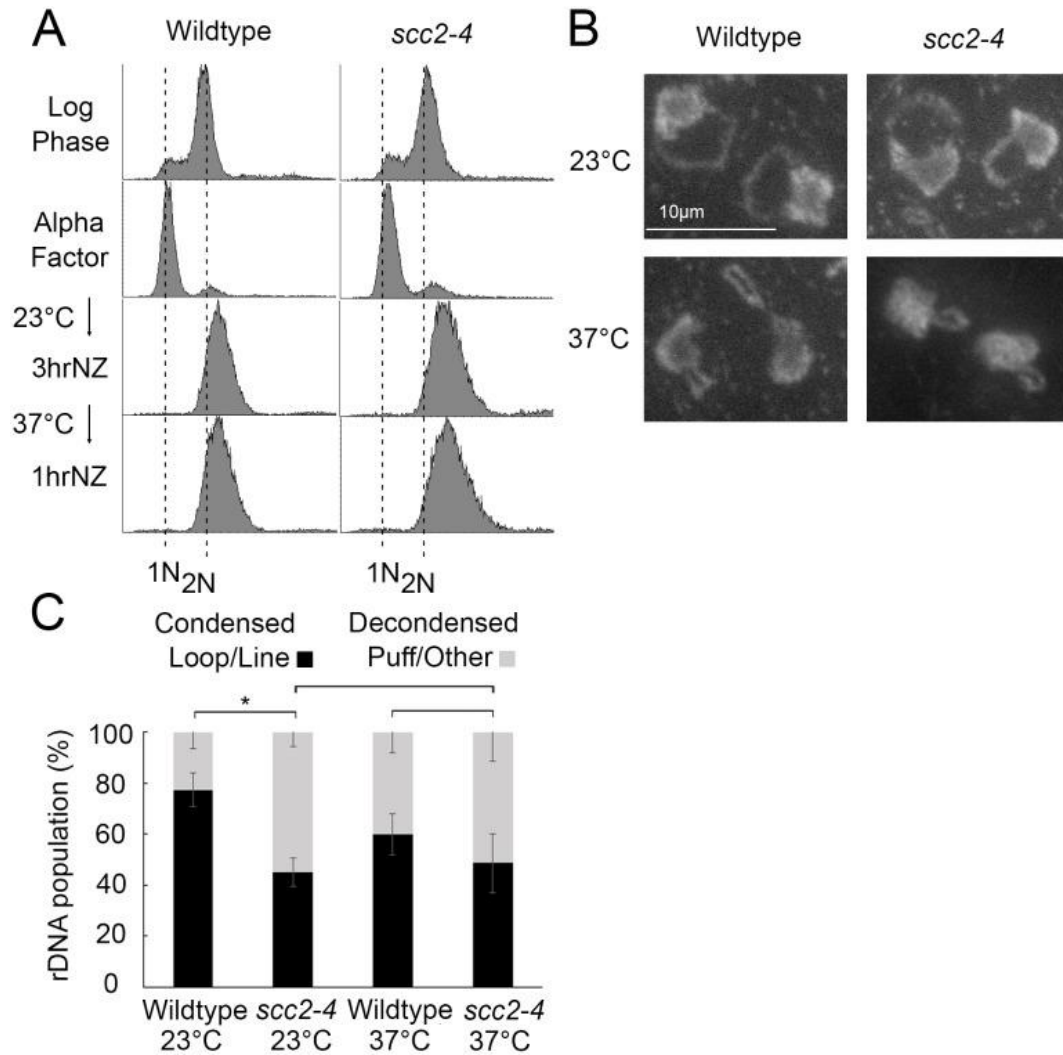 A
Wildtype
scc2-4
Log
Phase
Alpha
Factor
23°C
3hrNZ
37°C
1hrNZ
1N 2N
1N 2N
B
Wildtype
scc2-4
23°C
10µm
37°C
C
Condensed
Loop/Line
Decondensed
Puff/Other
*
rDNA population (%)
100
80
60
40
20
0
Wildtype
23°C
scc2-4
23°C
Wildtype
37°C
scc2-4
37°C